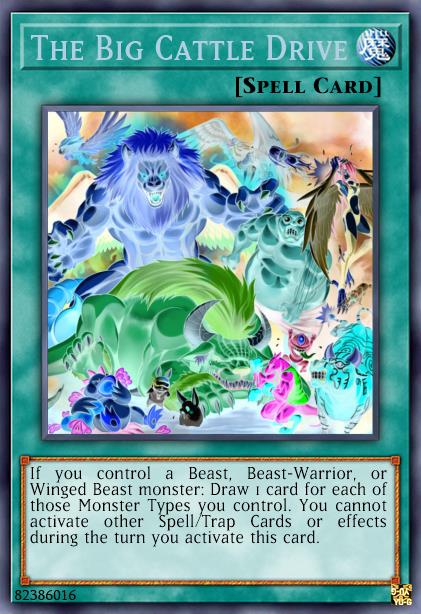 The Big Cattle Drive 魔
[Spell Card]
If you control a Beast, Beast-Warrior, or
Winged Beast monster: Draw 1 card for each of
those Monster Types you control. You cannot
activate other Spell/Trap Cards or effects
during the turn you activate this card.
82386016